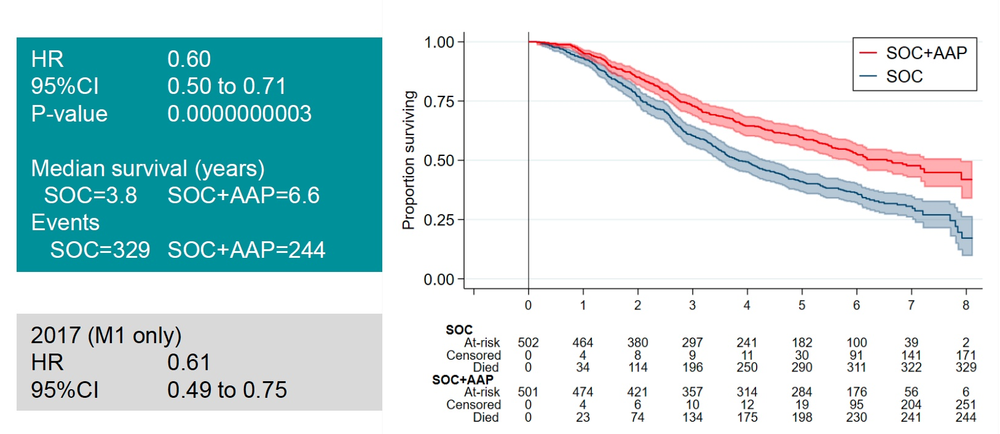 HR 0.60
95%CI 0.50 to 0.71
P-value 0.0000000003
Median survival (years)
SOC=3.8 SOC+AAP=6.6
Events
SOC=329 SOC+AAP=244
2017 (M1 only)
HR 0.61
95%CI 0.49 to 0.75
Proportion surviving
1.00
0.75
0.50
0.25
0.00
SOC+AAP
SOC
0 1 2 3 4 5 6 7 8
SOC
At-risk 502 464 380 297 241 182 100 39 2
Censored 0 4 8 9 11 30 91 141 171
Died 0 34 114 196 250 290 311 322 329
SOC+AAP
At-risk 501 474 421 357 314 284 176 56 6
Censored 0 4 6 10 12 19 95 204 251
Died 0 23 74 134 175 198 230 241 244